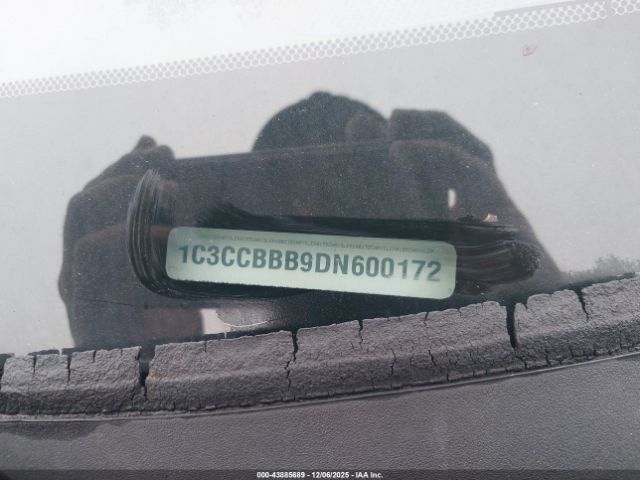 1C3CCBBB9DN600172
000-43885689 | 12/06/2025 - IAA Inc.